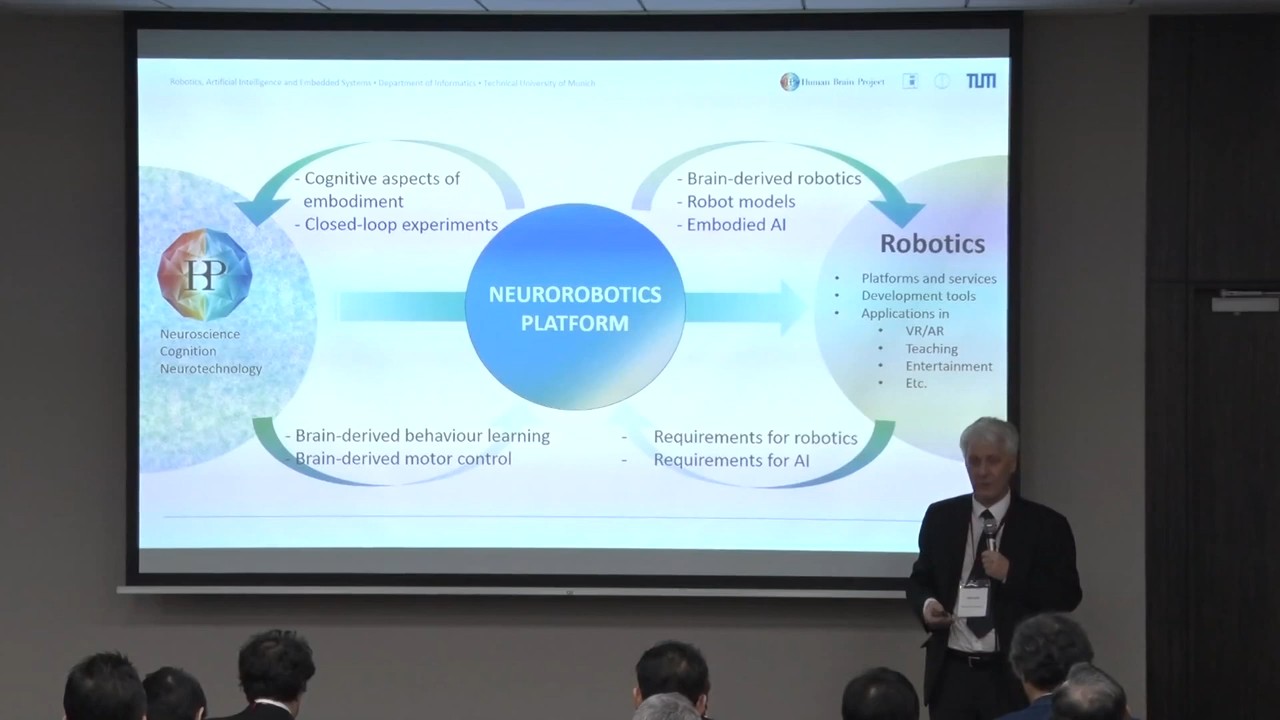 Robotics, Artificial Intelligence and Embedded Systems • Department of Informatics • Technical University of Munich
Human Brain Project
TUM
- Cognitive aspects of
embodiment
- Closed-loop experiments
- Brain-derived robotics
- Robot models
- Embodied AI
HP
Neuroscience
Cognition
Neurotechnology
NEUROROBOTICS
PLATFORM
Robotics
• Platforms and services
• Development tools
• Applications in
• VR/AR
• Teaching
• Entertainment
• Etc.
- Brain-derived behaviour learning
- Brain-derived motor control
- Requirements for robotics
- Requirements for AI